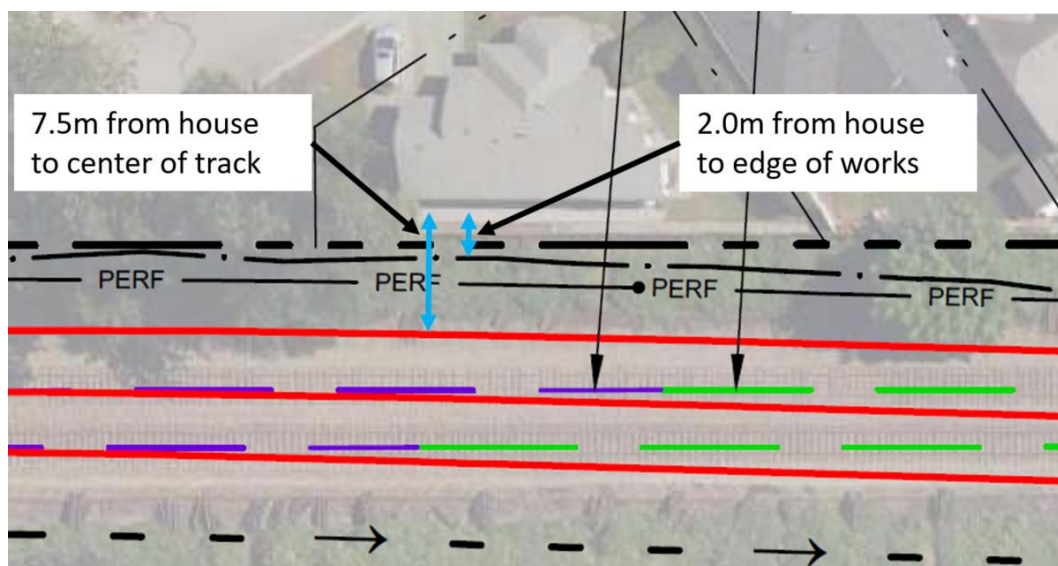 7.5m from house
to center of track
2.0m from house
to edge of works
PERF
PERF
PERF
PERF